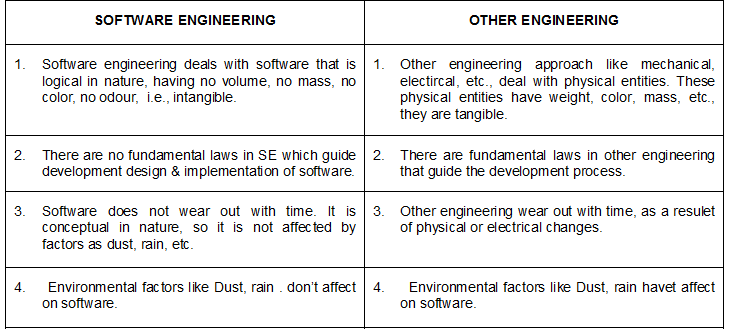 SOFTWARE ENGINEERING
OTHER ENGINEERING
1. Software engineering deals with software that is
logical in nature, having no volume, no mass, no
color, no odour, i.e., intangible.
1. Other engineering approach like mechanical,
electircal, etc., deal with physical entities. These
physical entities have weight, color, mass, etc.,
they are tangible.
2. There are no fundamental laws in SE which guide
development design & implementation of software.
2. There are fundamental laws in other engineering
that guide the development process.
3. Software does not wear out with time. It is
conceptual in nature, so it is not affected by
factors as dust, rain, etc.
3. Other engineering wear out with time, as a resulet
of physical or electrical changes.
4. Environmental factors like Dust, rain . don't affect
on software.
4. Environmental factors like Dust, rain havet affect
on software.